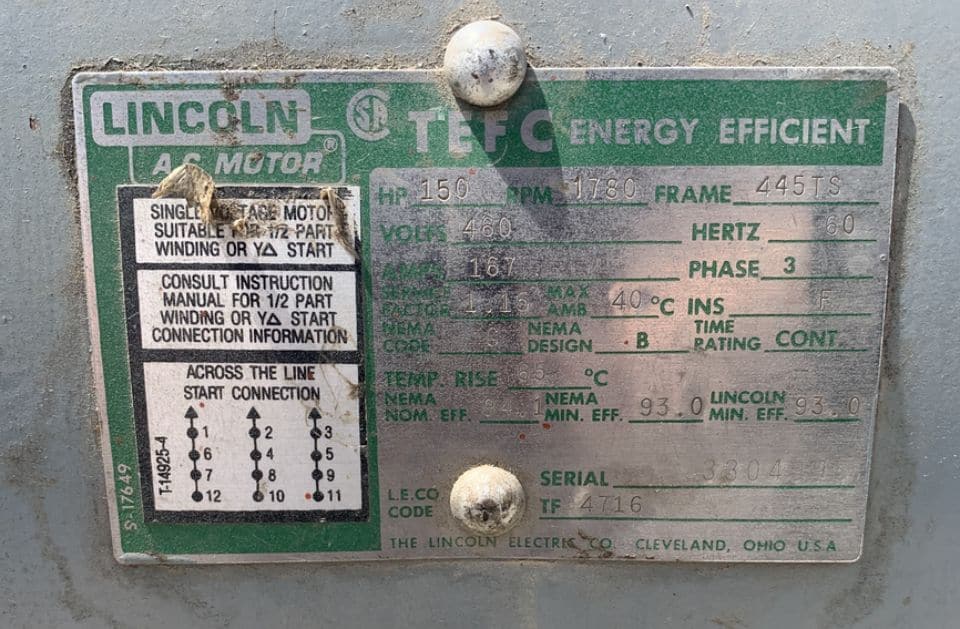 LINCOLN
A.C. MOTOR®
SA TEFC ENERGY EFFICIENT
HP 150 RPM 1780 FRAME 445TS
VOLTS 460 HERTZ 60
AMPS 167 PHASE 3
SERVICE FACTOR 1.15 MAX AMB 40 °C INS F
NEMA CODE NEMA DESIGN B TIME RATING CONT.
TEMP. RISE °C
NEMA NOM. EFF. 94.1 NEMA MIN. EFF. 93.0 LINCOLN MIN. EFF. 93.0
SERIAL
L.E.CO CODE TF 4716
THE LINCOLN ELECTRIC CO. CLEVELAND, OHIO U.S.A
SINGLE VOLTAGE MOTOR
SUITABLE FOR 1/2 PART
WINDING OR Y∆ START
CONSULT INSTRUCTION
MANUAL FOR 1/2 PART
WINDING OR Y∆ START
CONNECTION INFORMATION
ACROSS THE LINE
START CONNECTION
1 2 3
6 4 5
7 8 9
12 10 11
T-14925-4
S-17649